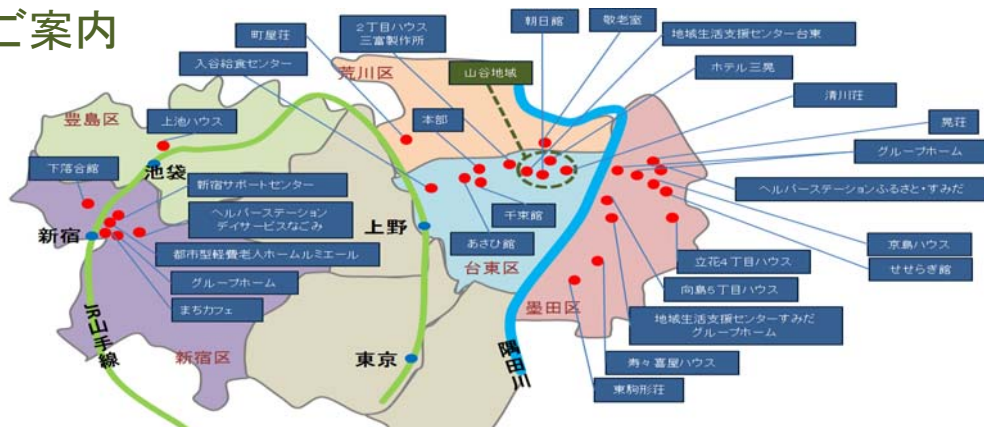 ご案内
町屋荘
2丁目ハウス
三富製作所
朝日館
敬老室
地域生活支援センター台東
入谷給食センター
荒川区
山谷地域
ホテル三晃
清川荘
豊島区
上池ハウス
本部
晃荘
グループホーム
下落合館
池袋
新宿サポートセンター
ヘルパーステーションふるさと・すみだ
千束館
新宿
ヘルパーステーション
デイサービスなごみ
上野
あさひ館
台東区
京島ハウス
都市型軽費老人ホームルミエール
立花4丁目ハウス
せせらぎ館
グループホーム
向島5丁目ハウス
まちカフェ
墨田区
地域生活支援センターすみだ
グループホーム
JR山手線
新宿区
東京
隅田川
寿々喜屋ハウス
東駒形荘